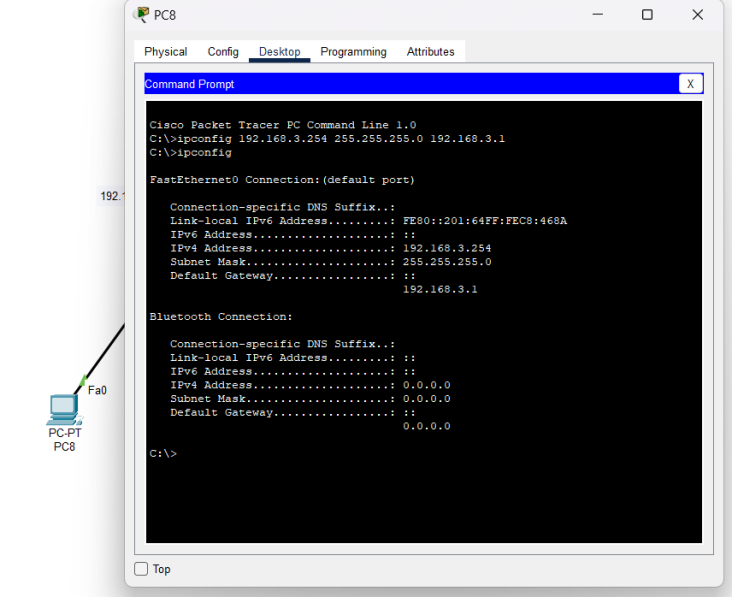 PC8
Physical Config Desktop Programming Attributes
Command Prompt
X
Cisco Packet Tracer PC Command Line 1.0
C:\>ipconfig 192.168.3.254 255.255.255.0 192.168.3.1
C:\>ipconfig
FastEthernet0 Connection:(default port)
Connection-specific DNS Suffix..:
Link-local IPv6 Address.........: FE80::201:64FF:FEC8:468A
IPv6 Address....................: ::
IPv4 Address....................: 192.168.3.254
Subnet Mask.....................: 255.255.255.0
Default Gateway.................: ::
192.168.3.1
Bluetooth Connection:
Connection-specific DNS Suffix..:
Link-local IPv6 Address.........: ::
IPv6 Address....................: ::
IPv4 Address....................: 0.0.0.0
Subnet Mask.....................: 0.0.0.0
Default Gateway.................: ::
0.0.0.0
C:\>
Top
192.
Fa0
PC-PT
PC8